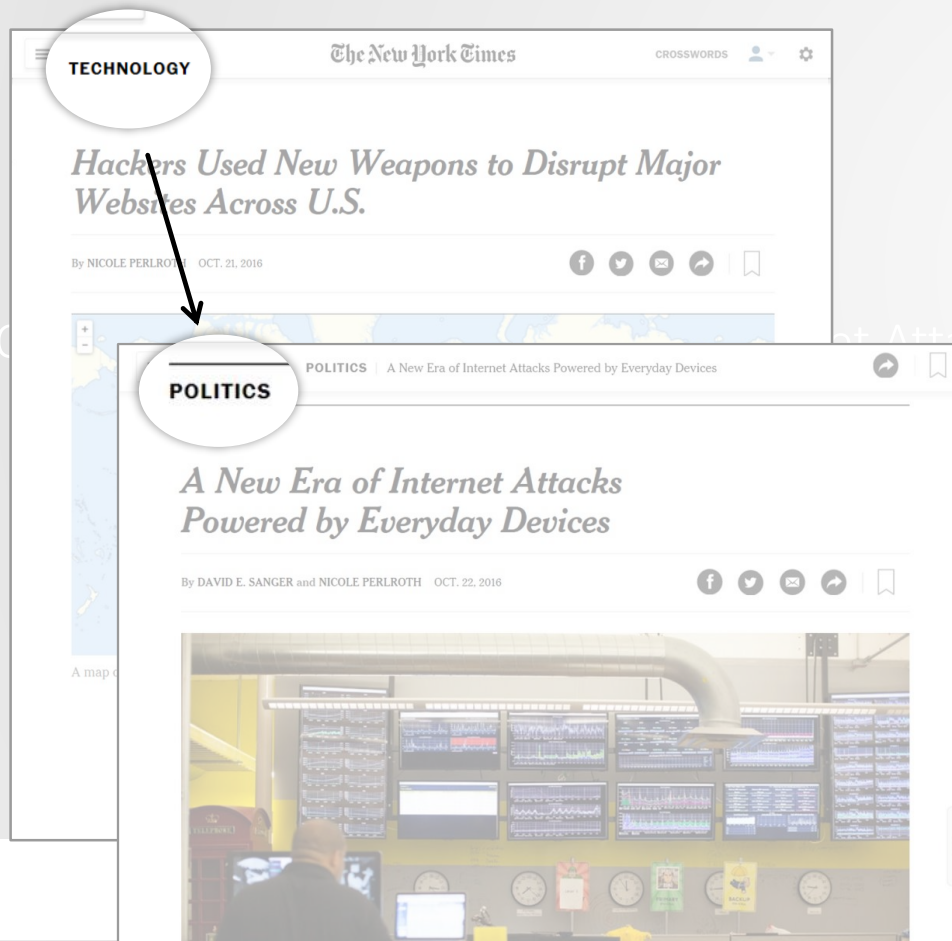 TECHNOLOGY
The New York Times
CROSSWORDS
Hackers Used New Weapons to Disrupt Major
Websites Across U.S.
By NICOLE PERLROTH OCT. 21, 2016
+
-
POLITICS
POLITICS | A New Era of Internet Attacks Powered by Everyday Devices
A New Era of Internet Attacks
Powered by Everyday Devices
By DAVID E. SANGER and NICOLE PERLROTH OCT. 22, 2016
A map
BACKUP